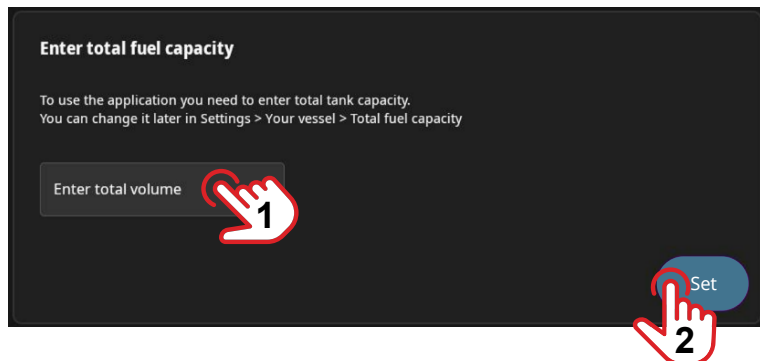 Enter total fuel capacity
To use the application you need to enter total tank capacity.
You can change it later in Settings > Your vessel > Total fuel capacity
Enter total volume
1
Set
2